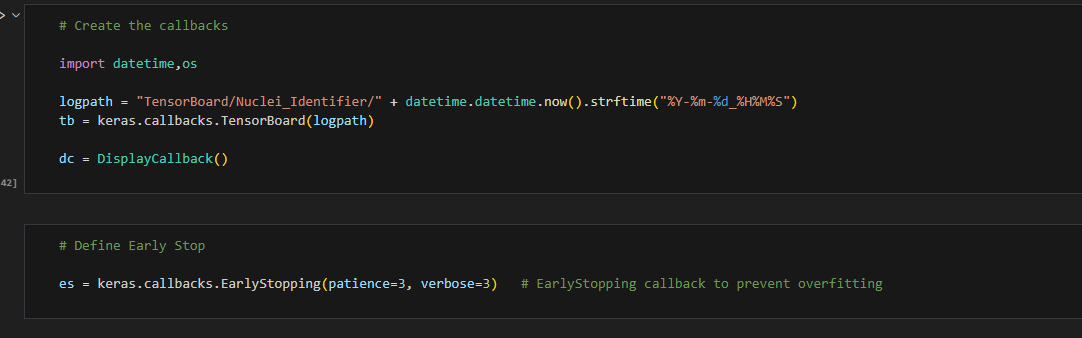 # Create the callbacks
import datetime,os
logpath = "TensorBoard/Nuclei_Identifier/" + datetime.datetime.now().strftime("%Y-%m-%d_%H%M%S")
tb = keras.callbacks.TensorBoard(logpath)
dc = DisplayCallback()
42]
# Define Early Stop
es = keras.callbacks.EarlyStopping(patience=3, verbose=3)   # EarlyStopping callback to prevent overfitting